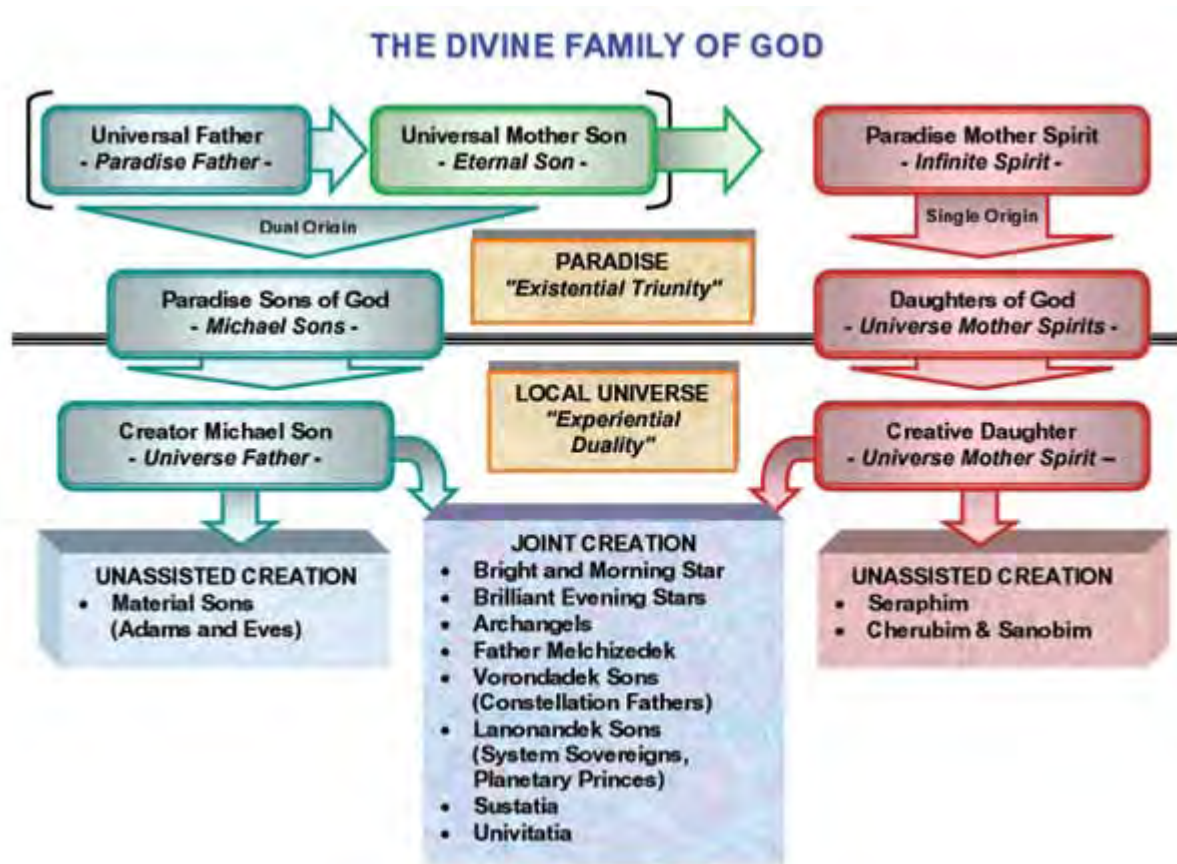 THE DIVINE FAMILY OF GOD
Universal Father
- Paradise Father -
Universal Mother Son
- Eternal Son -
Paradise Mother Spirit
- Infinite Spirit -
Dual Origin
Single Origin
PARADISE
"Existential Triunity"
Paradise Sons of God
- Michael Sons -
Daughters of God
- Universe Mother Spirits -
LOCAL UNIVERSE
"Experiential
Duality"
Creator Michael Son
- Universe Father -
Creative Daughter
- Universe Mother Spirit –
UNASSISTED CREATION
• Material Sons
(Adams and Eves)
JOINT CREATION
• Bright and Morning Star
• Brilliant Evening Stars
• Archangels
• Father Melchizedek
• Vorondadek Sons
(Constellation Fathers)
• Lanonandek Sons
(System Sovereigns,
Planetary Princes)
• Sustatia
• Univitatia
UNASSISTED CREATION
• Seraphim
• Cherubim & Sanobim